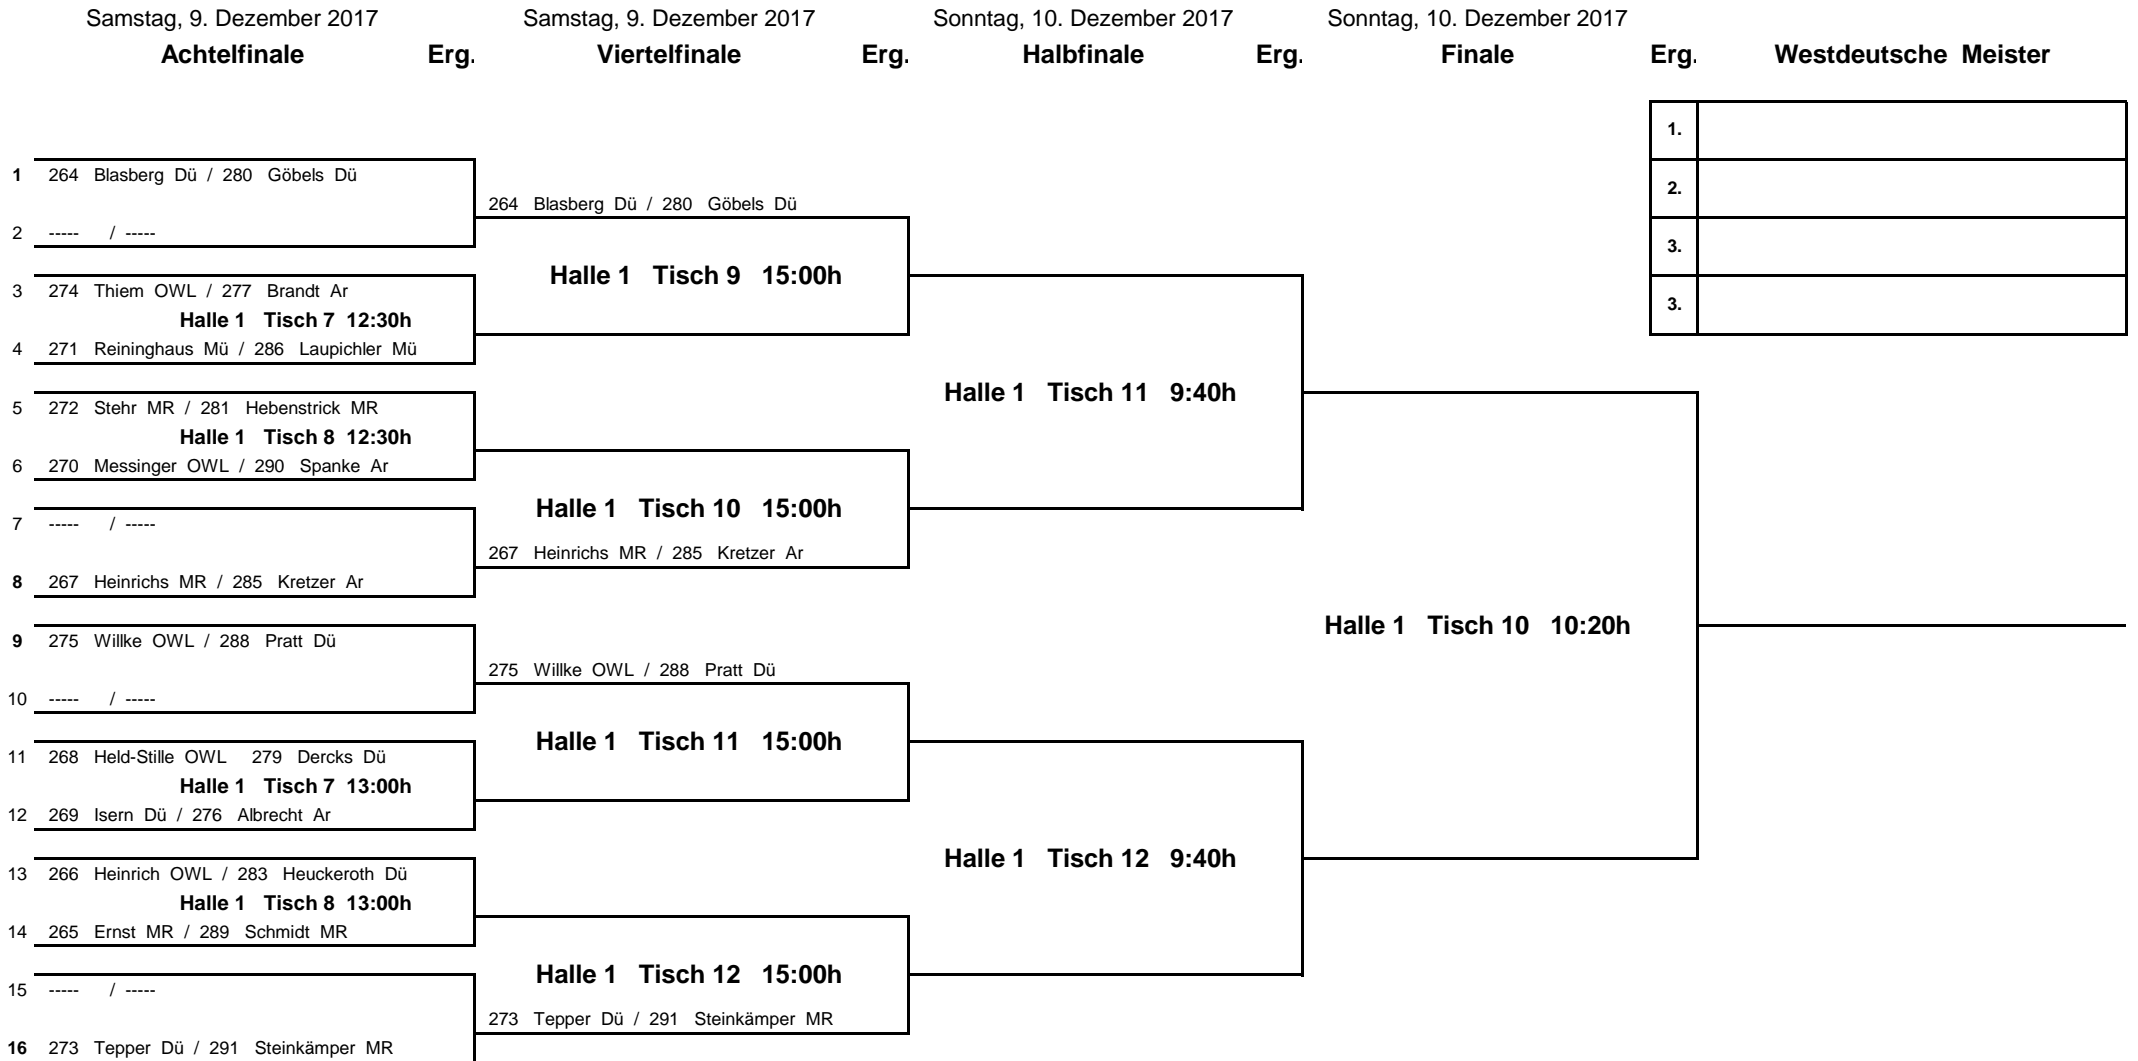 Samstag, 9. Dezember 2017 Samstag, 9. Dezember 2017 Sonntag, 10. Dezember 2017 Sonntag, 10. Dezember 2017
Achtelfinale Erg. Viertelfinale Erg. Halbfinale Erg. Finale Erg. Westdeutsche Meister
1.
1 264 Blasberg Dü / 280 Göbels Dü
2.
264 Blasberg Dü / 280 Göbels Dü
2 ----- / -----
3.
Halle 1 Tisch 9 15:00h
3 274 Thiem OWL / 277 Brandt Ar
3.
Halle 1 Tisch 7 12:30h
4 271 Reininghaus Mü / 286 Laupichler Mü
Halle 1 Tisch 11 9:40h
5 272 Stehr MR / 281 Hebenstrick MR
Halle 1 Tisch 8 12:30h
6 270 Messinger OWL / 290 Spanke Ar
Halle 1 Tisch 10 15:00h
7 ----- / -----
267 Heinrichs MR / 285 Kretzer Ar
8 267 Heinrichs MR / 285 Kretzer Ar
Halle 1 Tisch 10 10:20h
9 275 Willke OWL / 288 Pratt Dü
275 Willke OWL / 288 Pratt Dü
10 ----- / -----
Halle 1 Tisch 11 15:00h
11 268 Held-Stille OWL 279 Dercks Dü
Halle 1 Tisch 7 13:00h
12 269 Isern Dü / 276 Albrecht Ar
Halle 1 Tisch 12 9:40h
13 266 Heinrich OWL / 283 Heuckeroth Dü
Halle 1 Tisch 8 13:00h
14 265 Ernst MR / 289 Schmidt MR
Halle 1 Tisch 12 15:00h
15 ----- / -----
273 Tepper Dü / 291 Steinkämper MR
16 273 Tepper Dü / 291 Steinkämper MR